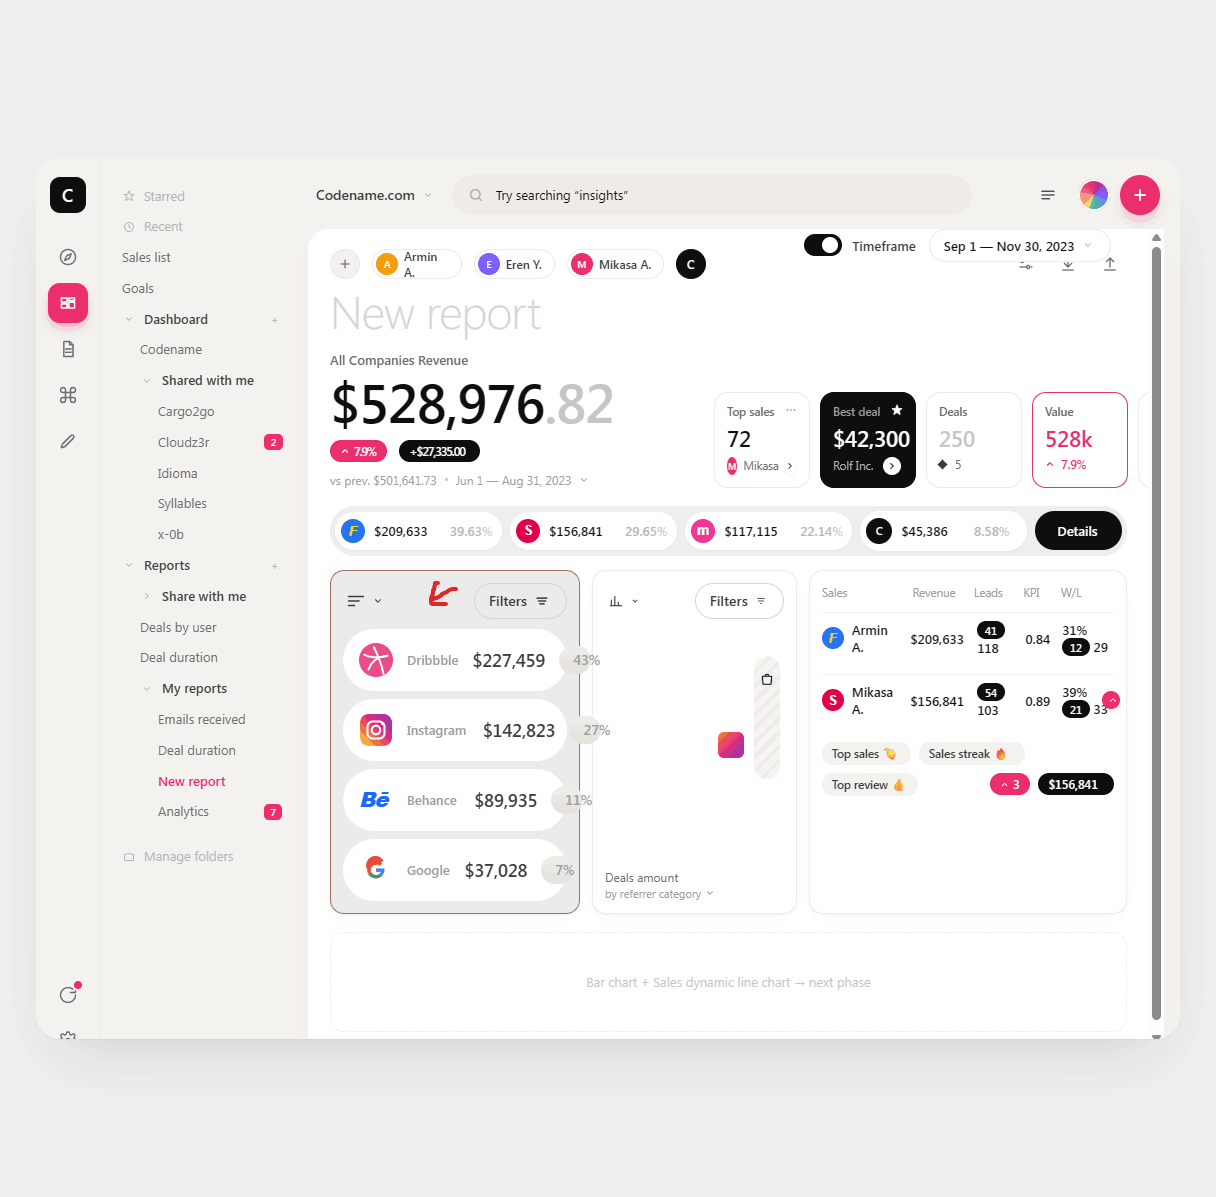 C
Starred
Recent
Sales list
Goals
Dashboard +
Codename
Shared with me
Cargo2go
Cloudz3r 2
Idioma
Syllables
x-0b
Reports +
Share with me
Deals by user
Deal duration
My reports
Emails received
Deal duration
New report
Analytics 7
Manage folders
Codename.com
Try searching “insights”
+
Timeframe
Sep 1 — Nov 30, 2023
+
A Armin
A.
E Eren Y.
M Mikasa A.
C
New report
All Companies Revenue
$528,976.82
7.9%
+$27,335.00
vs prev. $501,641.73 • Jun 1 — Aug 31, 2023
Top sales ...
72
M Mikasa
Best deal
$42,300
Rolf Inc.
Deals
250
5
Value
528k
7.9%
F $209,633 39.63%
S $156,841 29.65%
m $117,115 22.14%
C $45,386 8.58%
Details
Filters
Dribbble $227,459 43%
Instagram $142,823 27%
Bē Behance $89,935 11%
G Google $37,028 7%
Filters
Deals amount
by referrer category
Sales Revenue Leads KPI W/L
F Armin A. $209,633 41 118 0.84 31% 12 29
S Mikasa A. $156,841 54 103 0.89 39% 21 33
Top sales 💪
Sales streak 🔥
Top review 👍
3
$156,841
Bar chart + Sales dynamic line chart → next phase